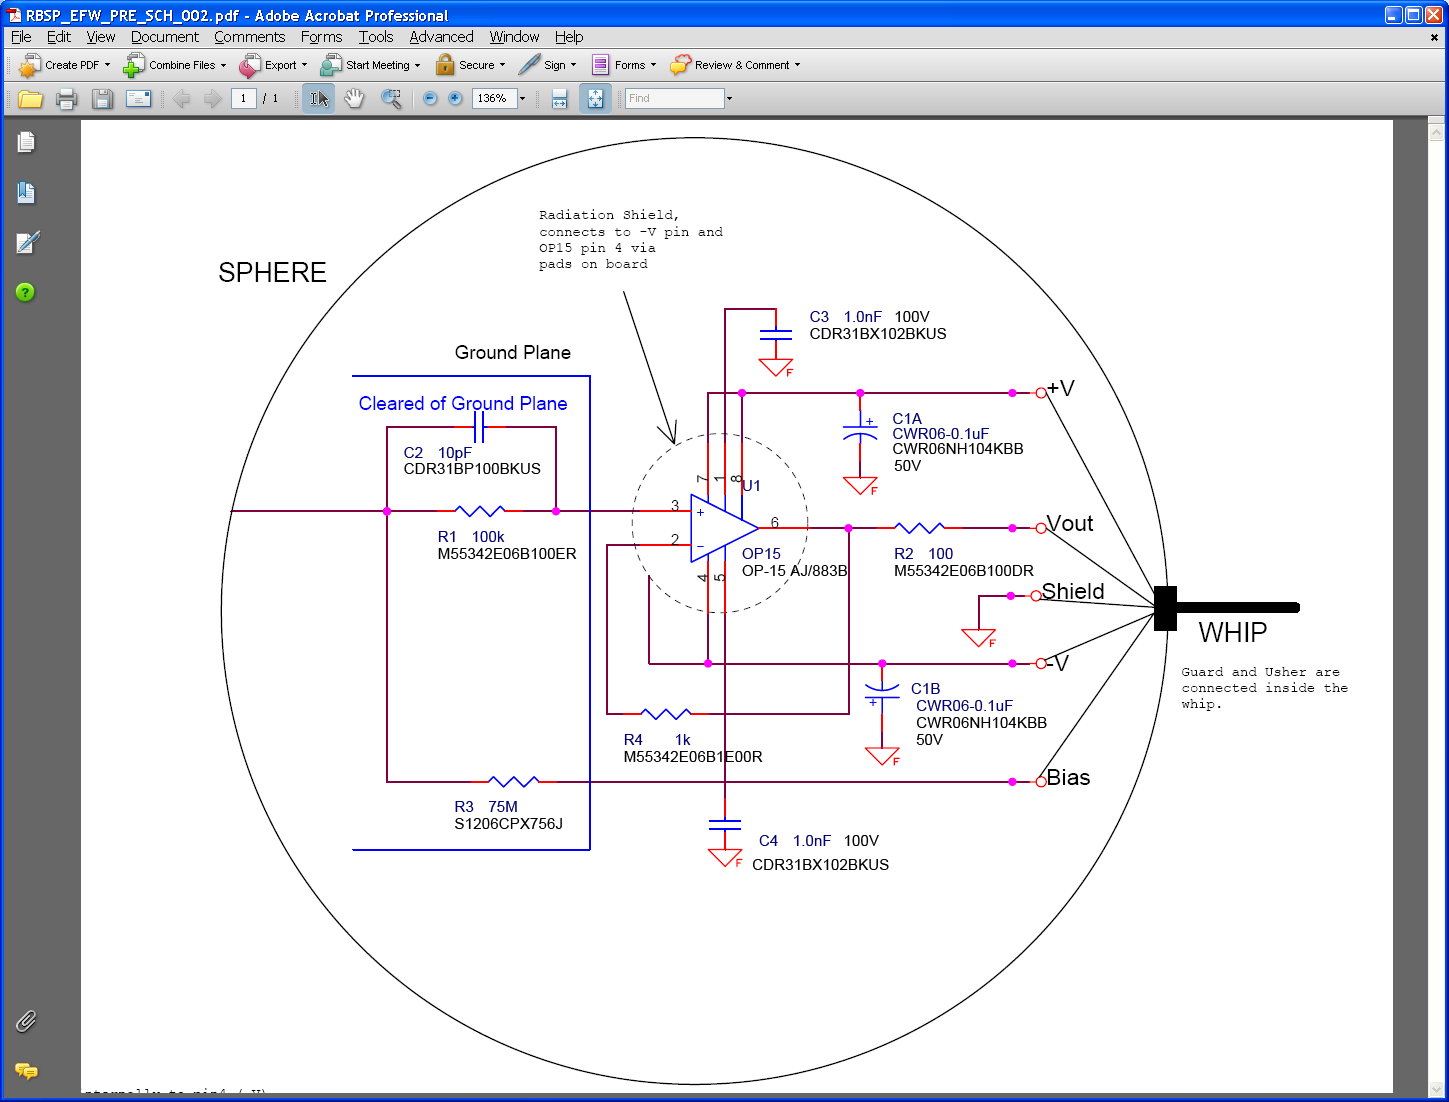 RBSP_EFW_PRE_SCH_002.pdf - Adobe Acrobat Professional
File Edit View Document Comments Forms Tools Advanced Window Help
Create PDF Combine Files Export Start Meeting Secure Sign Forms Review & Comment
1 / 1 136% Find
Radiation Shield,
connects to -V pin and
OP15 pin 4 via
pads on board
SPHERE
C3 1.0nF 100V
CDR31BX102BKUS
F
Ground Plane
Cleared of Ground Plane
+V
C1A
CWR06-0.1uF
CWR06NH104KBB
50V
+
F
C2 10pF
CDR31BP100BKUS
7 1 8
U1
3
+
2
-
6
4 5
R1 100k
M55342E06B100ER
OP15
OP-15 AJ/883B
Vout
R2 100
M55342E06B100DR
Shield
F
WHIP
-V
Guard and Usher are
connected inside the
whip.
C1B
CWR06-0.1uF
CWR06NH104KBB
50V
+
F
R4 1k
M55342E06B1E00R
Bias
R3 75M
S1206CPX756J
C4 1.0nF 100V
CDR31BX102BKUS
F